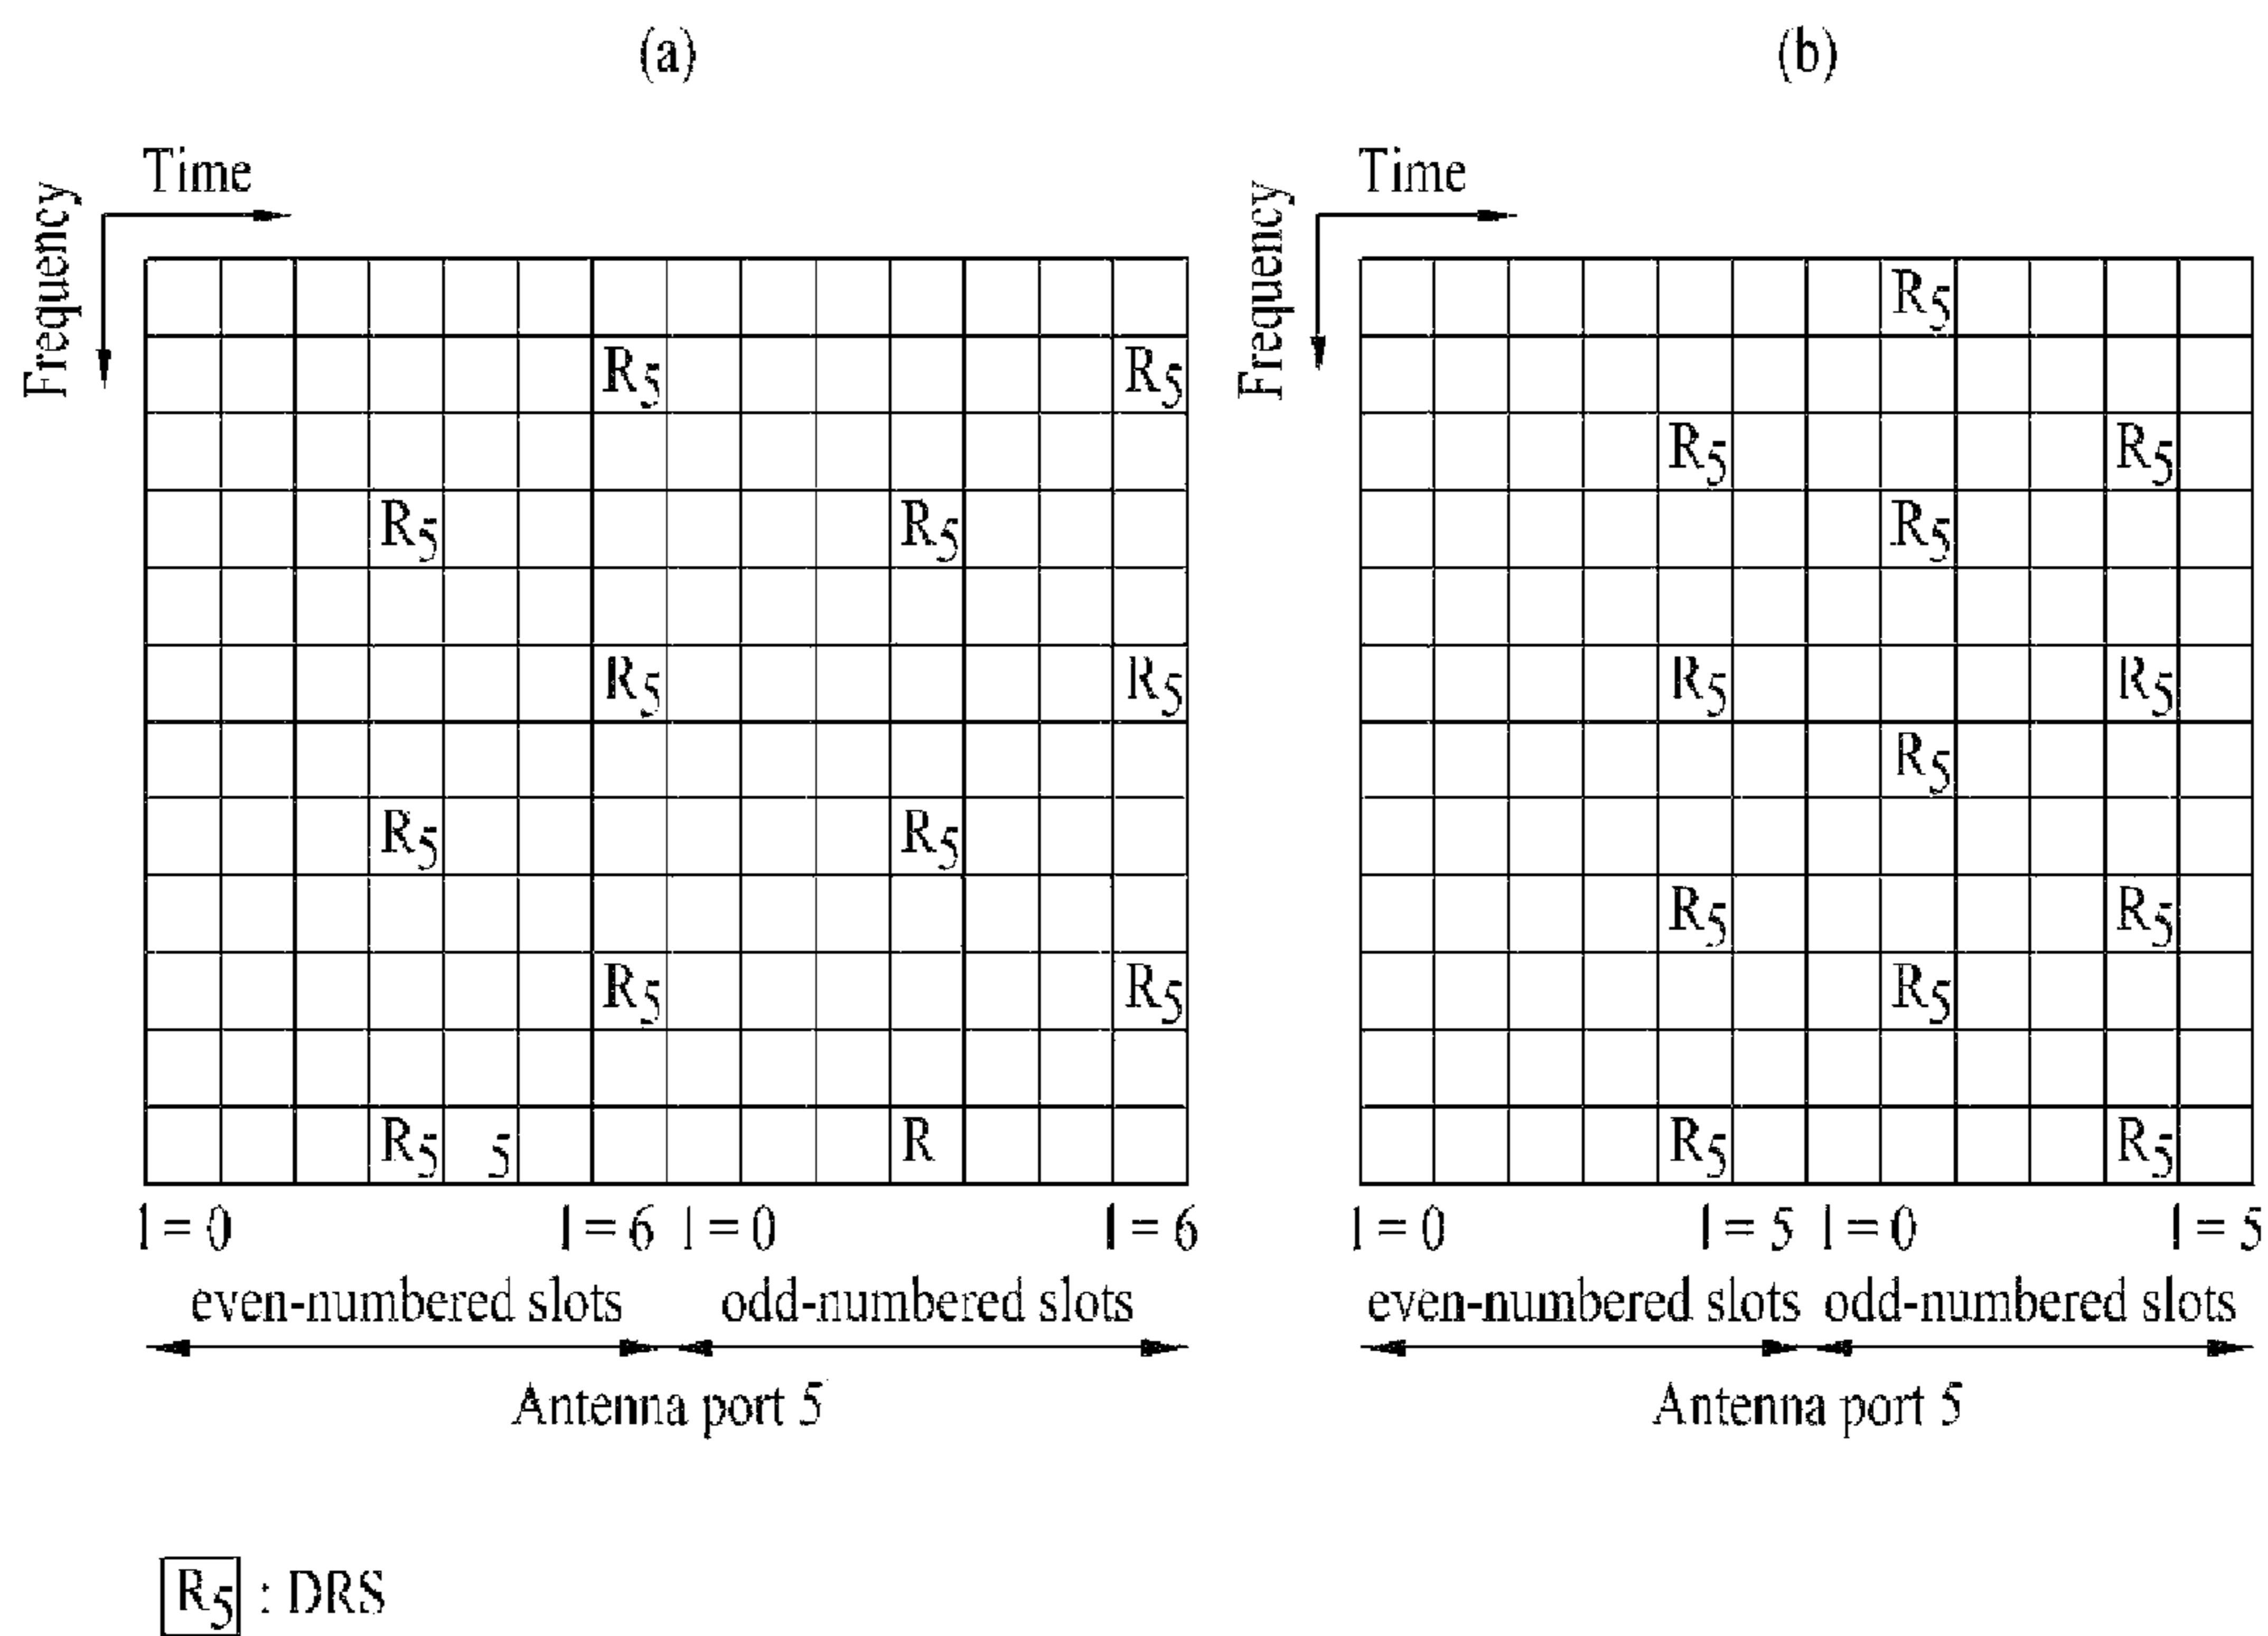 (a) (b)
Time Time
Frequency Frequency
R5
R5 R5
R5 R5
R5 R5 R5
R5 R5 R5 R5
R5
R5 R5
R5 R5
R5 R5 R5
R5 5 R R5 R5
l = 0 l = 6 l = 0 l = 6 l = 0 l = 5 l = 0 l = 5
even-numbered slots odd-numbered slots even-numbered slots odd-numbered slots
Antenna port 5 Antenna port 5
R5 : DRS